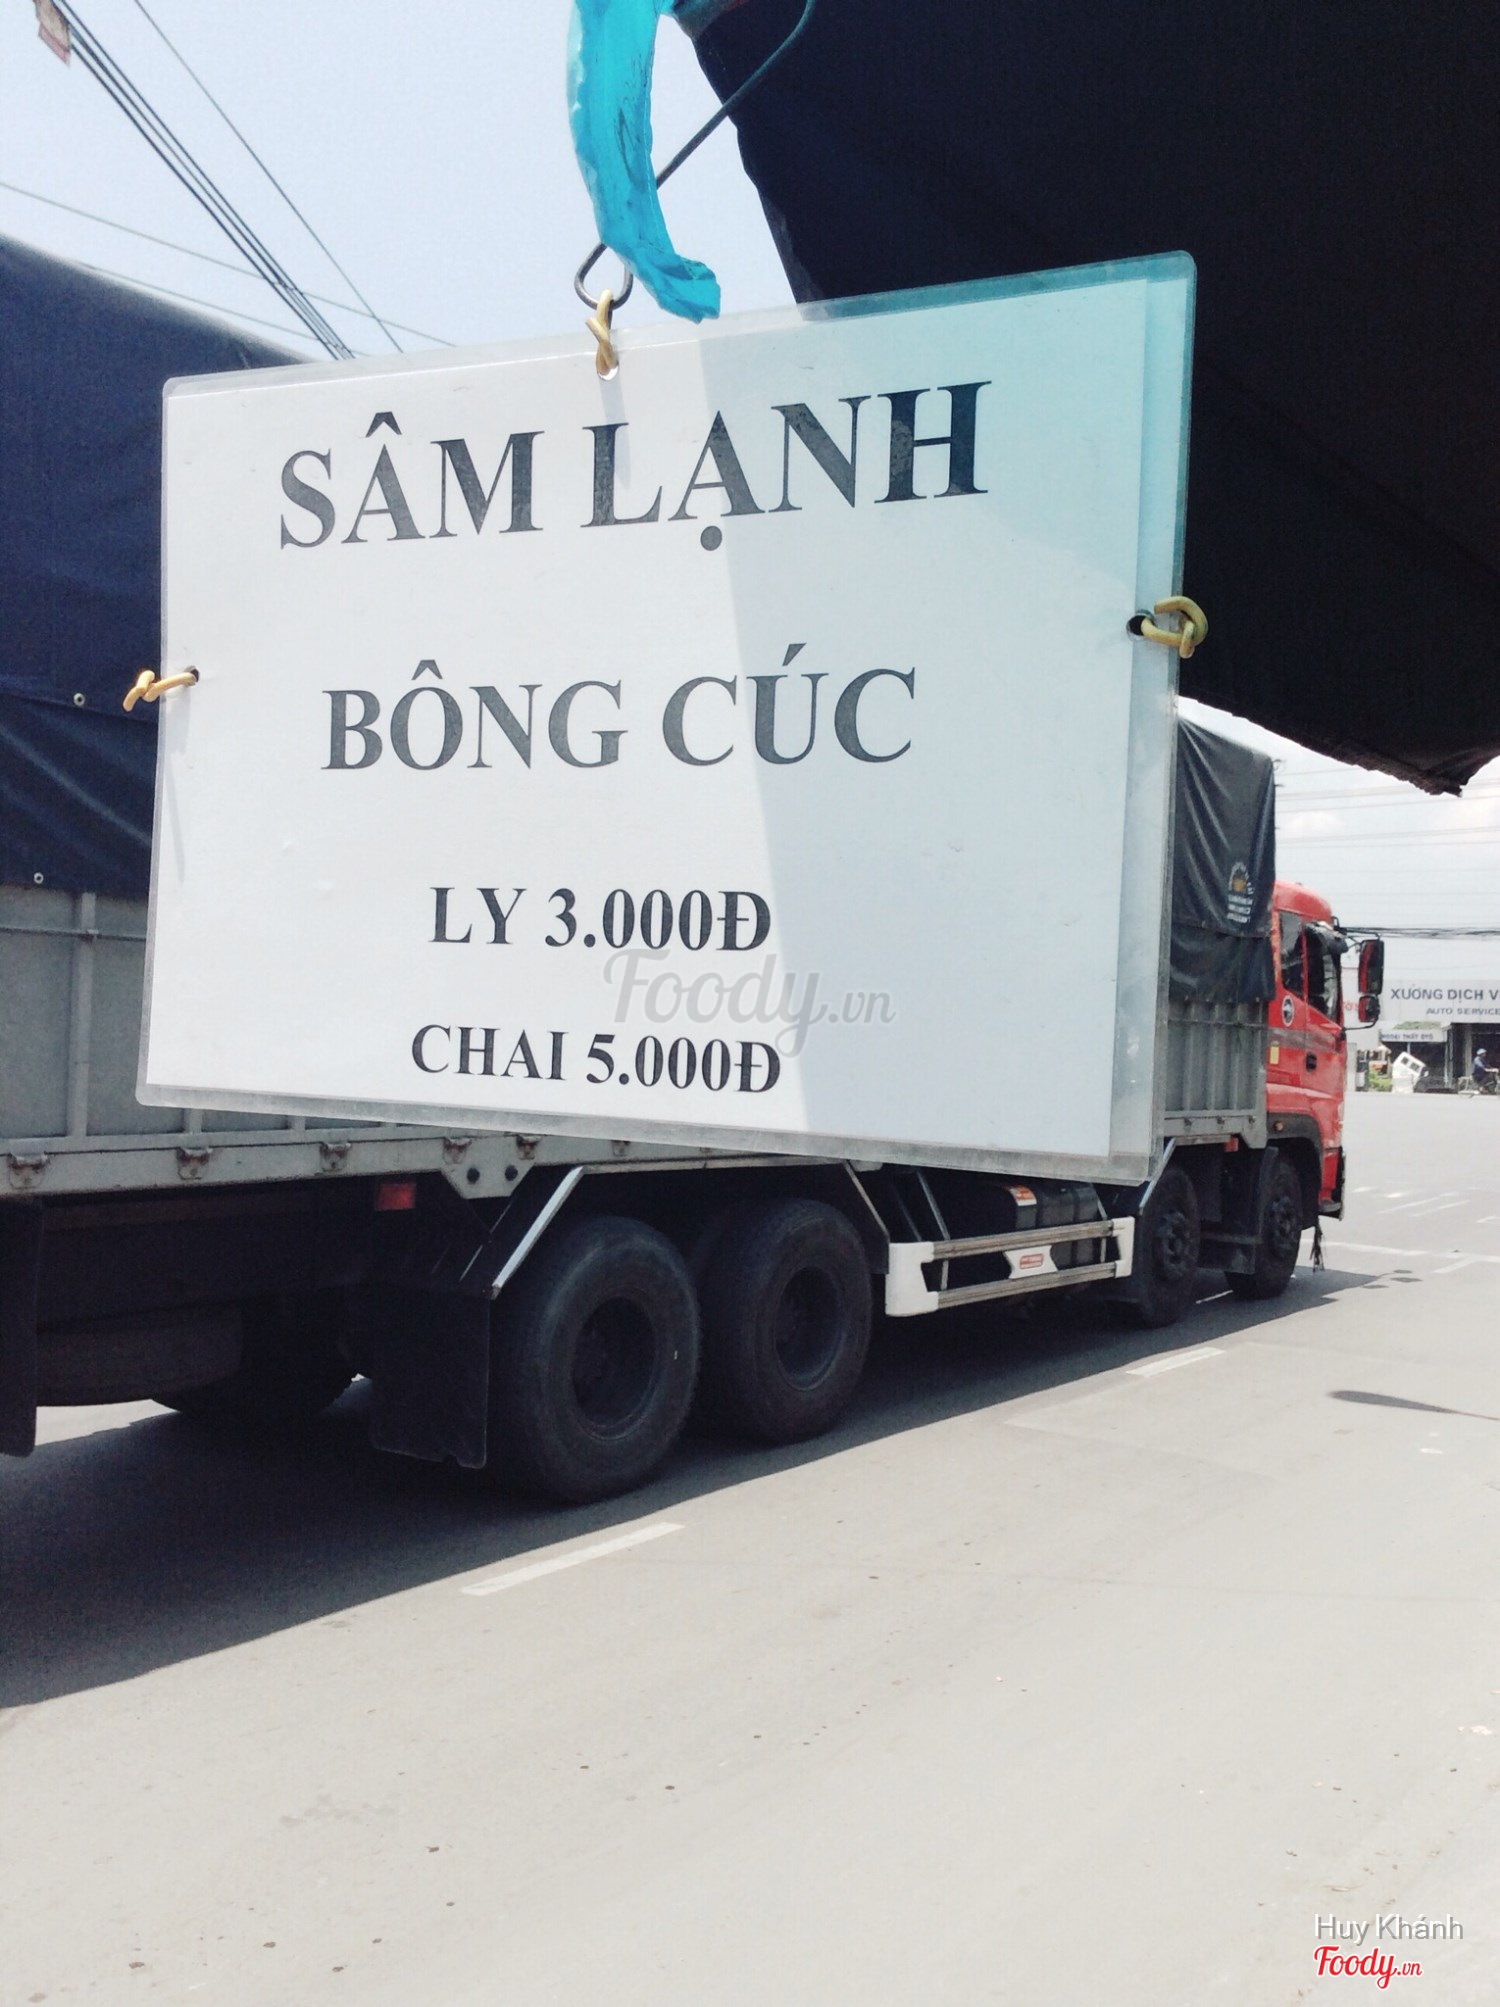 SÂM LẠNH
BÔNG CÚC
LY 3.000Đ
Foody.vn
CHAI 5.000Đ
XƯỞNG DỊCH V
AUTO SERVICE
Huy Khánh
Foody.vn